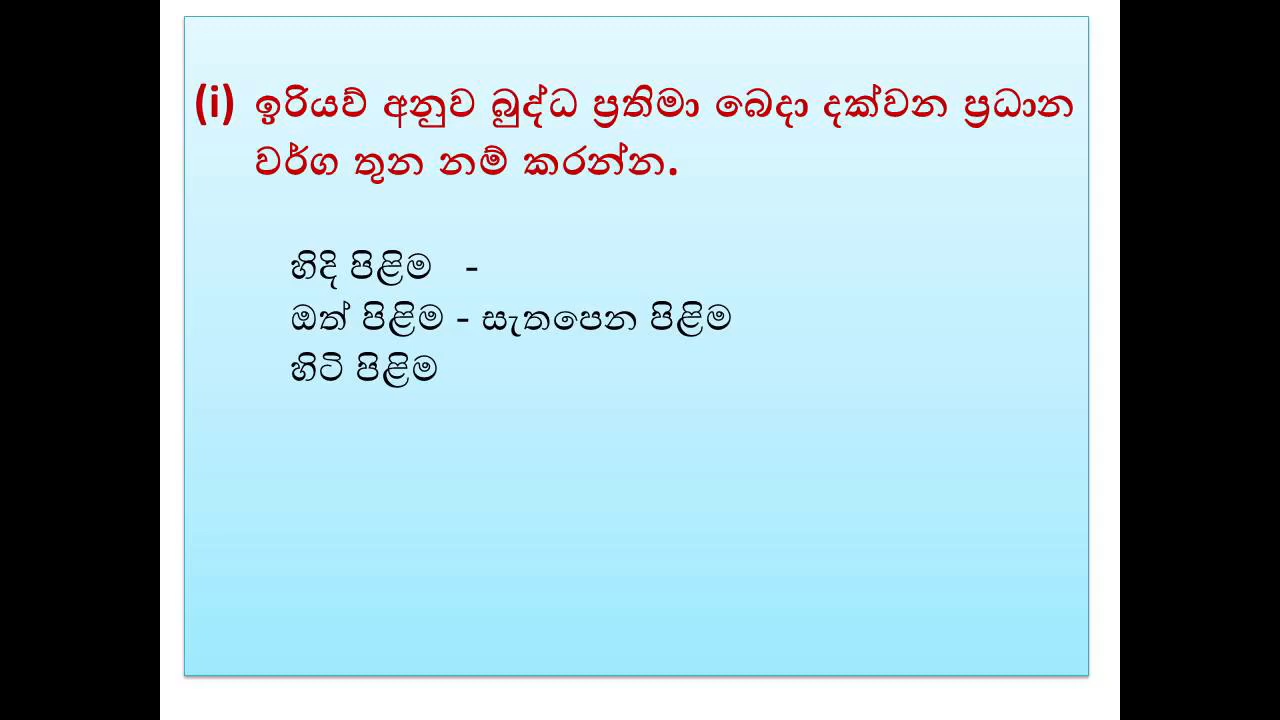 (i) ඉරියව් අනුව බුද්ධ ප්‍රතිමා බෙදා දක්වන ප්‍රධාන
වර්ග තුන නම් කරන්න.
හිදි පිළිම -
ඔත් පිළිම - සැතපෙන පිළිම
හිටි පිළිම